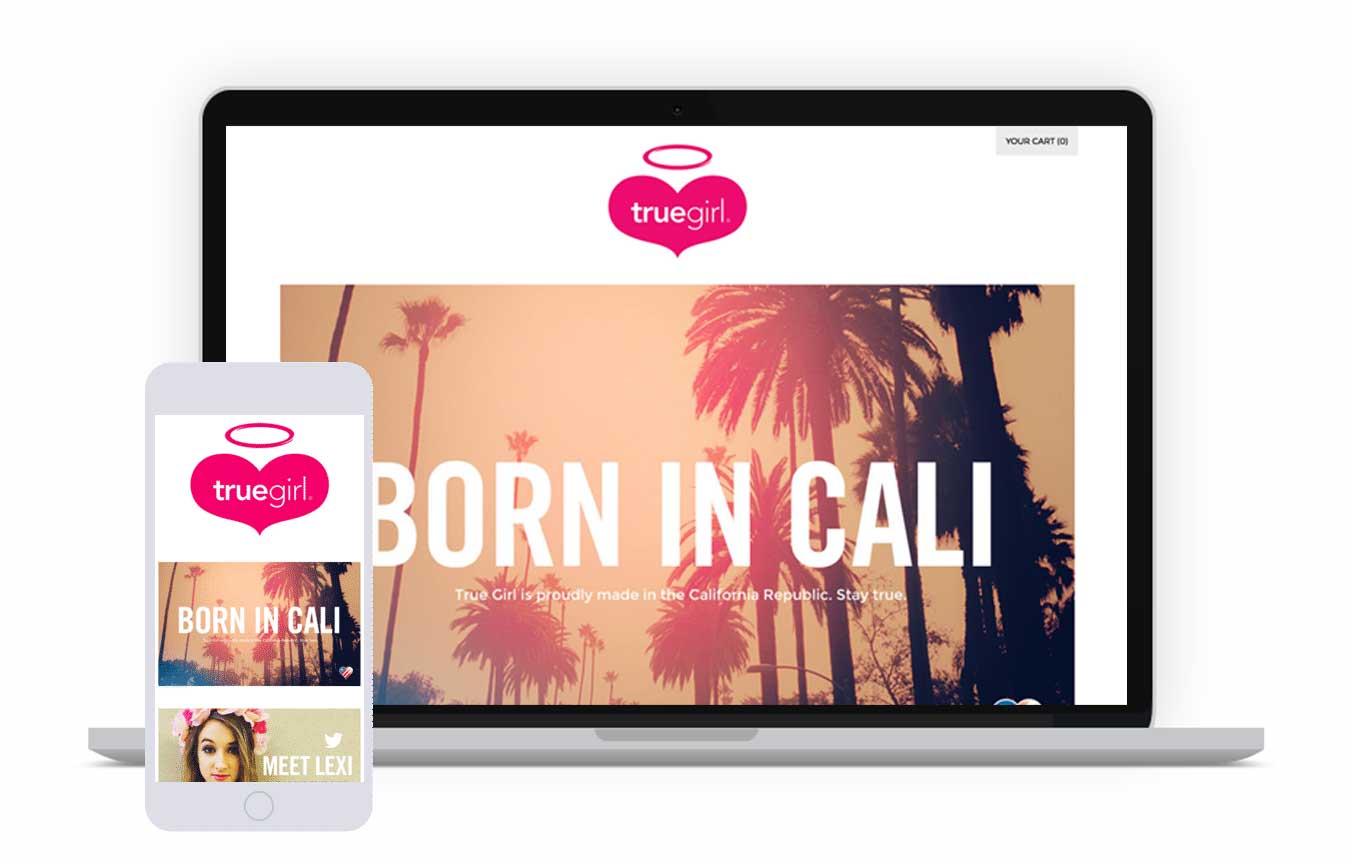 YOUR CART (0)
truegirl®
BORN IN CALI
True Girl is proudly made in the California Republic. Stay true.
truegirl®
BORN IN CALI
MEET LEXI